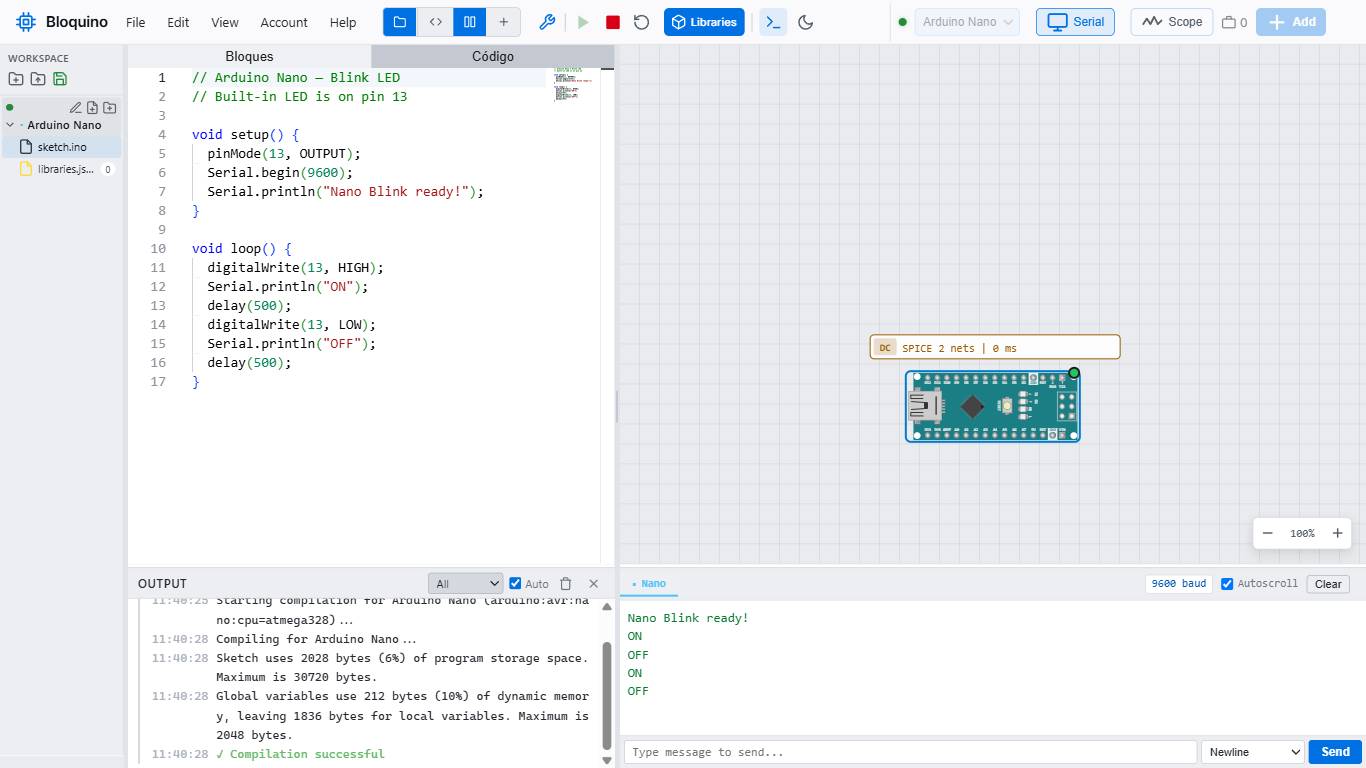 Bloquino
File
Edit
View
Account
Help
Libraries
Arduino Nano
Serial
Scope
0
Add
WORKSPACE
Arduino Nano
sketch.ino
libraries.js...
0
Bloques
Código
1 // Arduino Nano — Blink LED
2 // Built-in LED is on pin 13
3
4 void setup() {
5 pinMode(13, OUTPUT);
6 Serial.begin(9600);
7 Serial.println("Nano Blink ready!");
8 }
9
10 void loop() {
11 digitalWrite(13, HIGH);
12 Serial.println("ON");
13 delay(500);
14 digitalWrite(13, LOW);
15 Serial.println("OFF");
16 delay(500);
17 }
DC SPICE 2 nets | 0 ms
100%
OUTPUT
All
Auto
11:40:25 Starting compilation for Arduino Nano (arduino:avr:na
no:cpu=atmega328)...
11:40:28 Compiling for Arduino Nano...
11:40:28 Sketch uses 2028 bytes (6%) of program storage space.
Maximum is 30720 bytes.
11:40:28 Global variables use 212 bytes (10%) of dynamic memor
y, leaving 1836 bytes for local variables. Maximum is
2048 bytes.
11:40:28 ✓ Compilation successful
Nano
9600 baud
Autoscroll
Clear
Nano Blink ready!
ON
OFF
ON
OFF
Type message to send...
Newline
Send